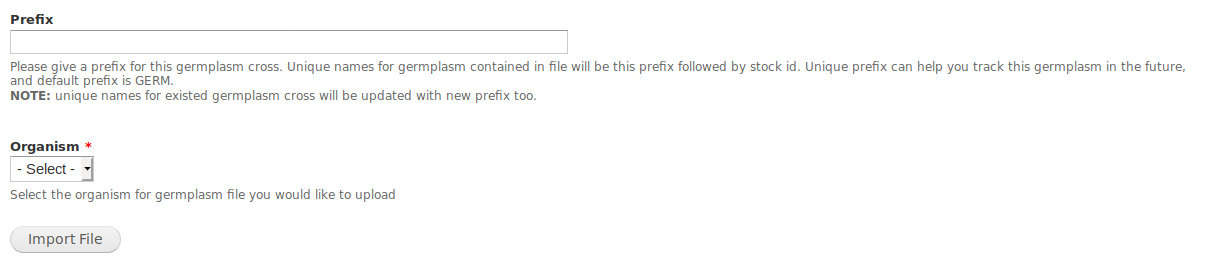 Prefix
Please give a prefix for this germplasm cross. Unique names for germplasm contained in file will be this prefix followed by stock id. Unique prefix can help you track this germplasm in the future,
and default prefix is GERM.
NOTE: unique names for existed germplasm cross will be updated with new prefix too.
Organism *
- Select -
Select the organism for germplasm file you would like to upload
Import File